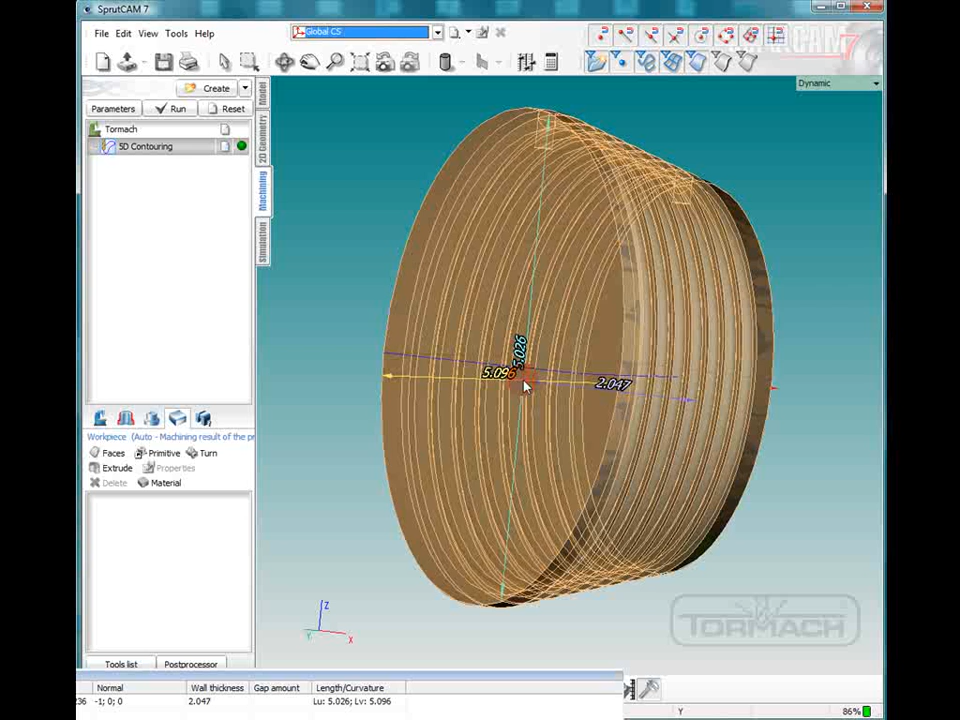 SprutCAM 7
File Edit View Tools Help
Global CS
Create
Dynamic
Parameters Run Reset
Tormach
5D Contouring
Model
2D Geometry
Machining
Simulation
5.026
5.096
2.047
Workpiece (Auto - Machining result of the pr
Faces Primitive Turn
Extrude Properties
Delete Material
Z
Y X
TORMACH
Tools list Postprocessor
Normal Wall thickness Gap amount Length/Curvature
236 -1; 0; 0 2.047 Lu: 5.026; Lv: 5.096
Y 86%